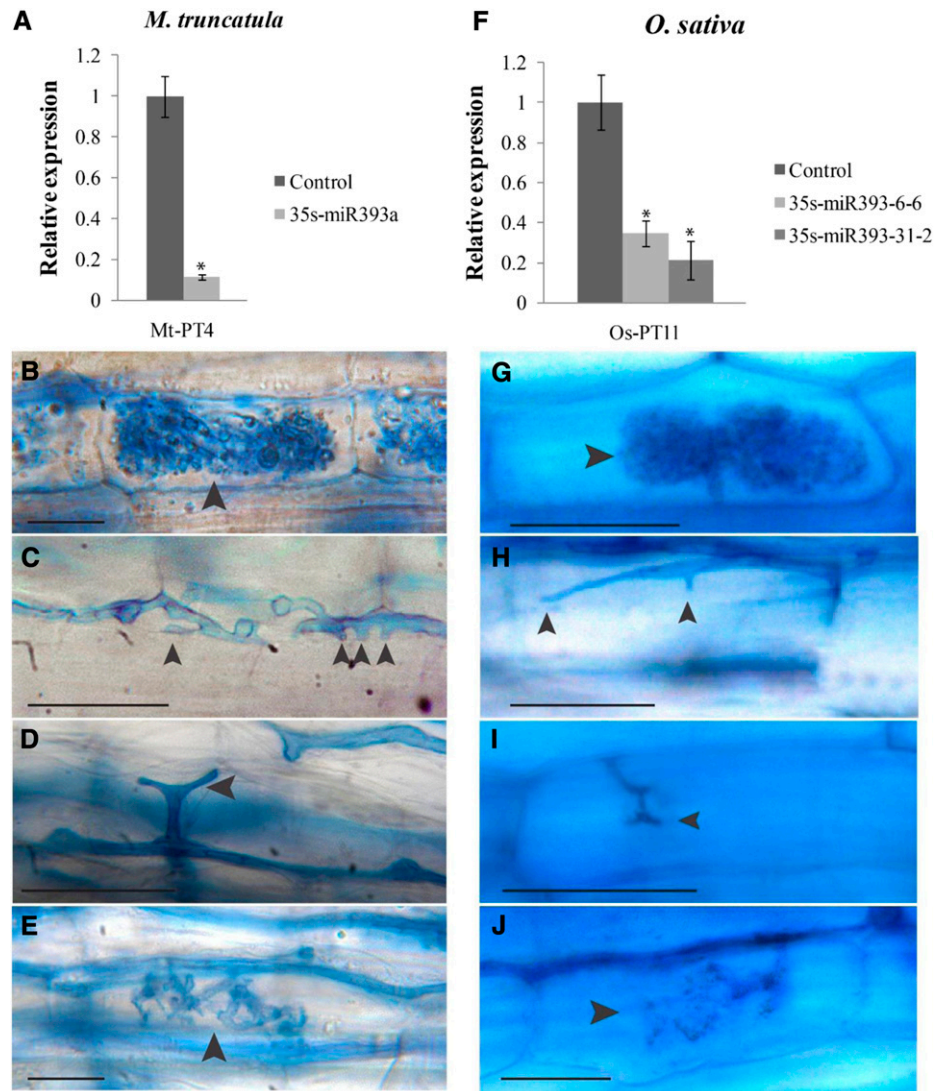 A
M. truncatula
1.2
1
0.8
0.6
0.4
0.2
0
Relative expression
*
Control
35s-miR393a
Mt-PT4
F
O. sativa
1.2
1
0.8
0.6
0.4
0.2
0
Relative expression
*
*
Control
35s-miR393-6-6
35s-miR393-31-2
Os-PT11
B
C
D
E
G
H
I
J